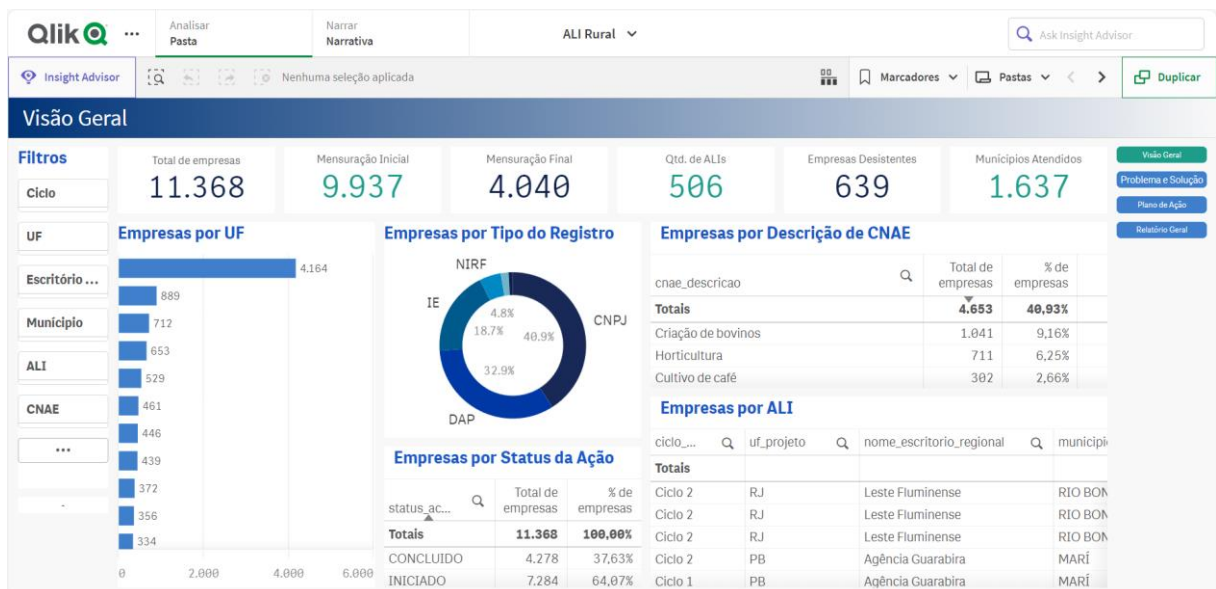 Qlik
Analisar
Pasta
Narrar
Narrativa
ALI Rural
Ask Insight Advisor
Insight Advisor
Nenhuma seleção aplicada
Marcadores
Pastas
Duplicar
Visão Geral
Filtros
Ciclo
UF
Escritório ...
Município
ALI
CNAE
...
Total de empresas
11.368
Mensuração Inicial
9.937
Mensuração Final
4.040
Qtd. de ALIs
506
Empresas Desistentes
639
Municípios Atendidos
1.637
Visão Geral
Problema e Solução
Plano de Ação
Relatório Geral
Empresas por UF
4.164
889
712
653
529
461
446
439
372
356
334
0 2.000 4.000 6.000
Empresas por Tipo do Registro
NIRF
IE
CNPJ
DAP
4.8%
18.7%
40.9%
32.9%
Empresas por Status da Ação
status_ac... Total de empresas % de empresas
Totais 11.368 100,00%
CONCLUIDO 4.278 37,63%
INICIADO 7.284 64,07%
Empresas por Descrição de CNAE
cnae_descricao Total de empresas % de empresas
Totais 4.653 40,93%
Criação de bovinos 1.041 9,16%
Horticultura 711 6,25%
Cultivo de café 302 2,66%
Empresas por ALI
ciclo_... uf_projeto nome_escritorio_regional municipi
Totais
Ciclo 2 RJ Leste Fluminense RIO BON
Ciclo 2 RJ Leste Fluminense RIO BON
Ciclo 2 RJ Leste Fluminense RIO BON
Ciclo 2 PB Agência Guarabira MARÍ
Ciclo 1 PB Agência Guarabira MARÍ